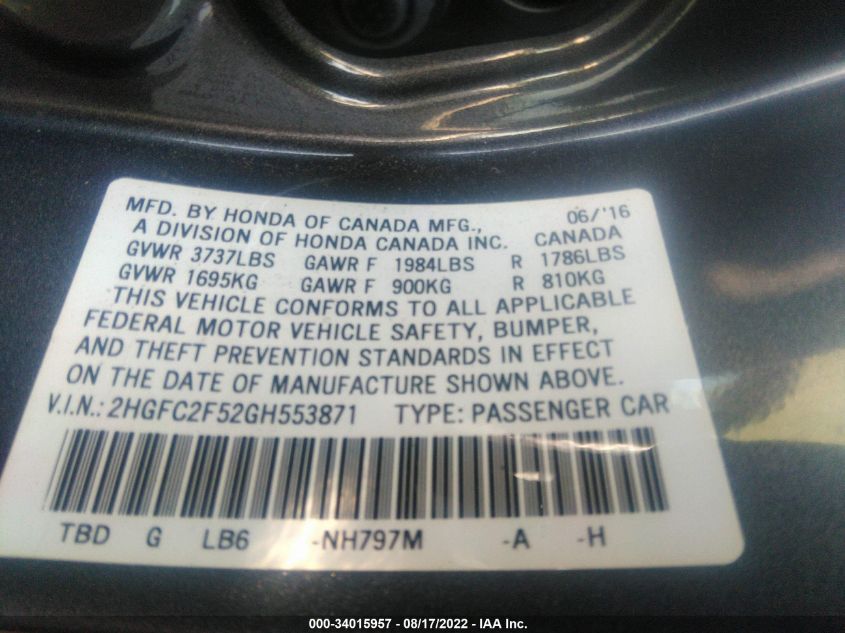 MFD. BY HONDA OF CANADA MFG., 06/'16
A DIVISION OF HONDA CANADA INC. CANADA
GVWR 3737LBS GAWR F 1984LBS R 1786LBS
GVWR 1695KG GAWR F 900KG R 810KG
THIS VEHICLE CONFORMS TO ALL APPLICABLE
FEDERAL MOTOR VEHICLE SAFETY, BUMPER,
AND THEFT PREVENTION STANDARDS IN EFFECT
ON THE DATE OF MANUFACTURE SHOWN ABOVE.
V.I.N.: 2HGFC2F52GH553871 TYPE: PASSENGER CAR
TBD G LB6 -NH797M -A -H
000-34015957 - 08/17/2022 - IAA Inc.